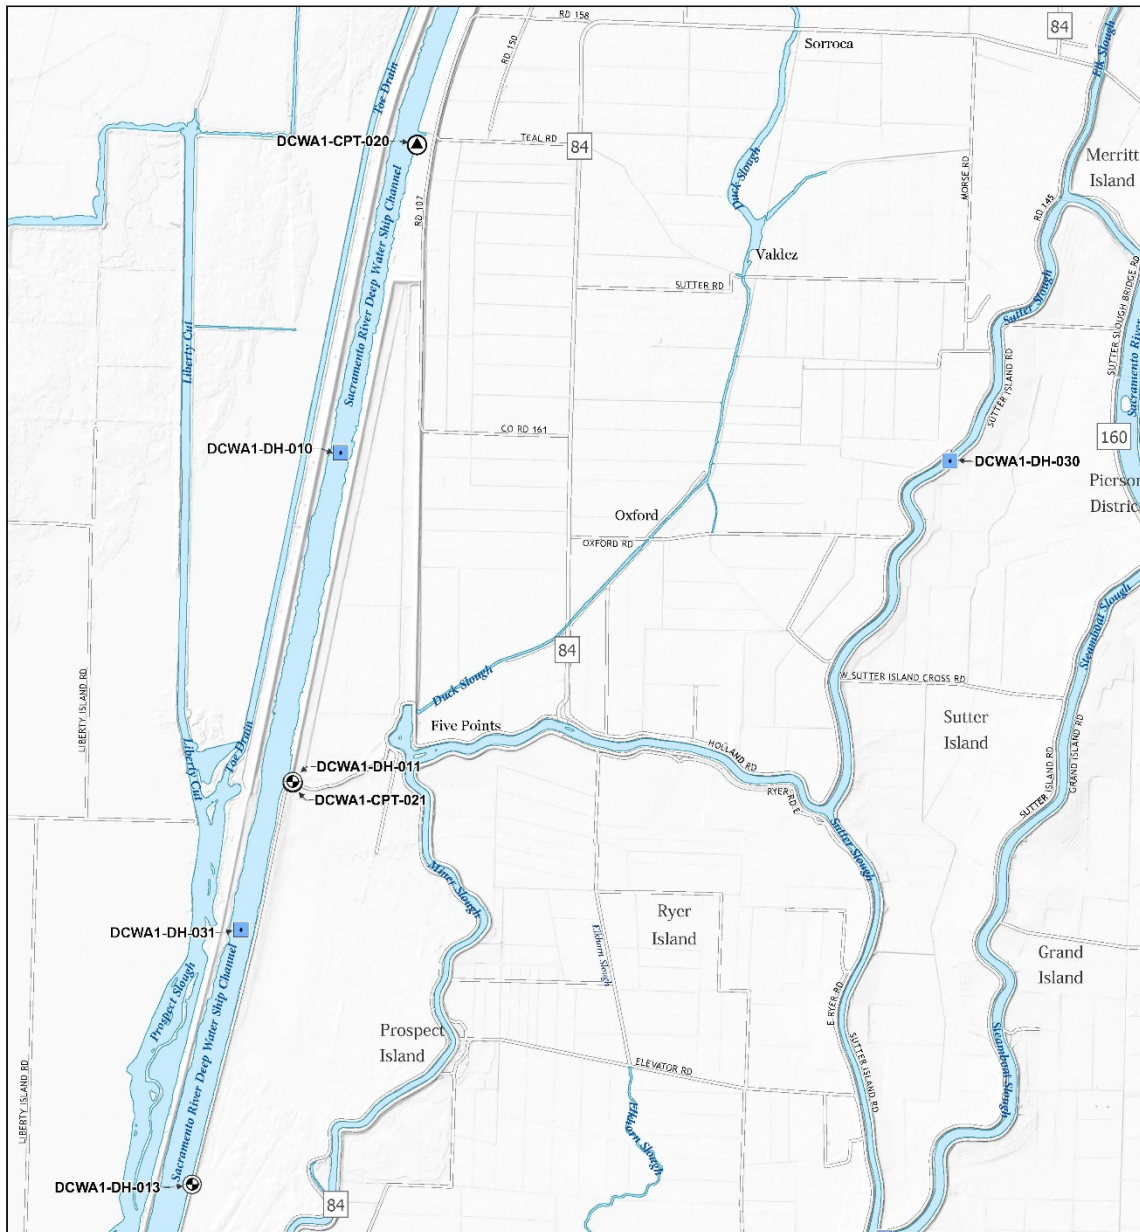 RD 158
84
Sorroca
RD 150
Elk Slough
Toe Drain
DCWA1-CPT-020
TEAL RD
84
Merritt
Island
Duck Slough
MORSE RD
RD 107
RD 145
Sacramento River Deep Water Ship Channel
Valdez
SUTTER RD
Sutter Slough
SUTTER SLOUGH BRIDGE RD
Sacramento River
Liberty Cut
SUTTER ISLAND RD
CO RD 161
160
DCWA1-DH-010
DCWA1-DH-030
Pierson
District
Oxford
OXFORD RD
Steamboat Slough
84
LIBERTY ISLAND RD
Duck Slough
W SUTTER ISLAND CROSS RD
Five Points
Sutter
Island
Toe Drain
Liberty Cut
HOLLAND RD
SUTTER ISLAND RD
GRAND ISLAND RD
DCWA1-DH-011
DCWA1-CPT-021
RYER RD E
Sutter Slough
Miner Slough
Ryer
Island
DCWA1-DH-031
Elkhorn Slough
Grand
Island
Prospect Slough
Sacramento River Deep Water Ship Channel
E RYER RD
Prospect
Island
SUTTER ISLAND RD
Steamboat Slough
ELEVATOR RD
LIBERTY ISLAND RD
Elkhorn Slough
DCWA1-DH-013
84